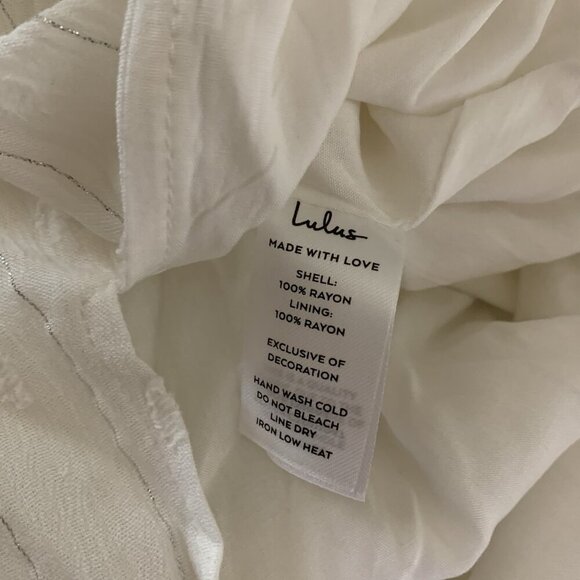 Lulus
MADE WITH LOVE
SHELL:
100% RAYON
LINING:
100% RAYON
EXCLUSIVE OF
DECORATION
HAND WASH COLD
DO NOT BLEACH
LINE DRY
IRON LOW HEAT